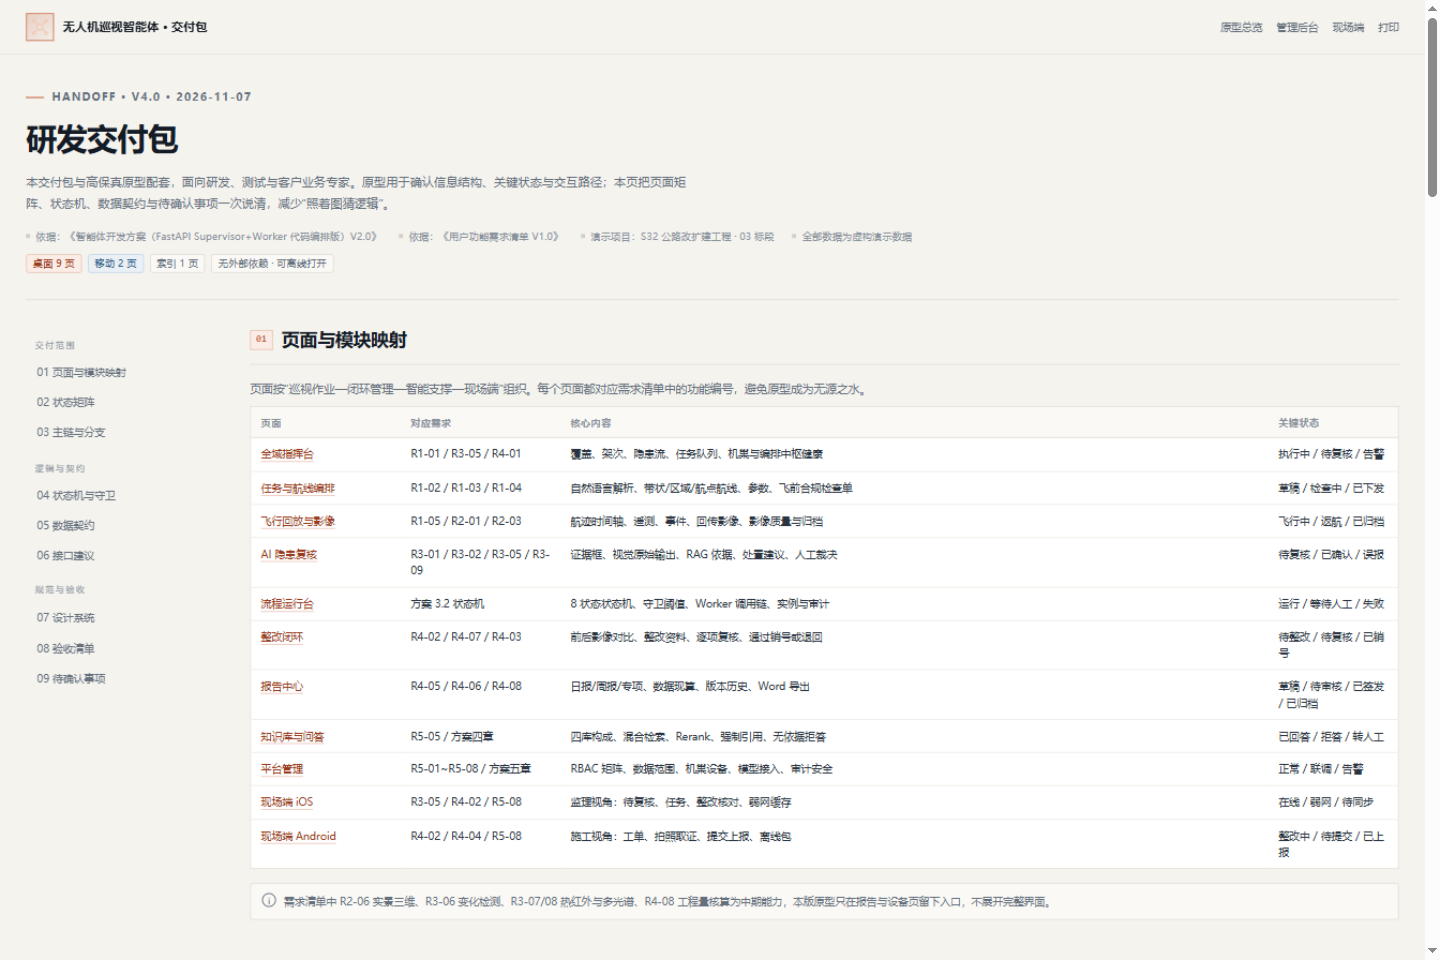 无人机巡视智能体 • 交付包
原型总览 管理后台 现场端 打印
HANDOFF • V4.0 • 2026-11-07
研发交付包
本交付包与高保真原型配套，面向研发、测试与客户业务专家。原型用于确认信息结构、关键状态与交互路径；本页把页面矩
阵、状态机、数据契约与待确认事项一次说清，减少“照着图猜逻辑”。
依据：《智能体开发方案（FastAPI Supervisor+Worker 代码编排版）V2.0》 依据：《用户功能需求清单 V1.0》 演示项目：S32 公路改扩建工程 · 03 标段 全部数据为虚构演示数据
桌面 9 页 移动 2 页 索引 1 页 无外部依赖 · 可离线打开
交付范围
01 页面与模块映射
02 状态矩阵
03 主链与分支
逻辑与契约
04 状态机与守卫
05 数据契约
06 接口建议
规范与验收
07 设计系统
08 验收清单
09 待确认事项
01 页面与模块映射
页面按“巡视作业—闭环管理—智能支撑—现场端”组织。每个页面都对应需求清单中的功能编号，避免原型成为无源之水。
页面 对应需求 核心内容 关键状态
全域指挥台 R1-01 / R3-05 / R4-01 覆盖、架次、隐患流、任务队列、机巢与编排中枢健康 执行中 / 待复核 / 告警
任务与航线编排 R1-02 / R1-03 / R1-04 自然语言解析、带状/区域/航点航线、参数、飞前合规检查单 草稿 / 检查中 / 已下发
飞行回放与影像 R1-05 / R2-01 / R2-03 航迹时间轴、遥测、事件、回传影像、影像质量与归档 飞行中 / 返航 / 已归档
AI 隐患复核 R3-01 / R3-02 / R3-05 / R3-
09 证据框、视觉原始输出、RAG 依据、处置建议、人工裁决 待复核 / 已确认 / 误报
流程运行台 方案 3.2 状态机 8 状态状态机、守卫阈值、Worker 调用链、实例与审计 运行 / 等待人工 / 失败
整改闭环 R4-02 / R4-07 / R4-03 前后影像对比、整改资料、逐项复核、通过销号或退回 待整改 / 待复核 / 已销
号
报告中心 R4-05 / R4-06 / R4-08 日报/周报/专项、数据现算、版本历史、Word 导出 草稿 / 待审核 / 已签发
/ 已归档
知识库与问答 R5-05 / 方案四章 四库构成、混合检索、Rerank、强制引用、无依据拒答 已回答 / 拒答 / 转人工
平台管理 R5-01~R5-08 / 方案五章 RBAC 矩阵、数据范围、机巢设备、模型接入、审计安全 正常 / 联调 / 告警
现场端 iOS R3-05 / R4-02 / R5-08 监理视角：待复核、任务、整改核对、弱网缓存 在线 / 弱网 / 待同步
现场端 Android R4-02 / R4-04 / R5-08 施工视角：工单、拍照取证、提交上报、离线包 整改中 / 待提交 / 已上
报
需求清单中 R2-06 实景三维、R3-06 变化检测、R3-07/08 热红外与多光谱、R4-08 工程量核算为中期能力，本版原型只在报告与设备页留下入口，不展开完整界面。